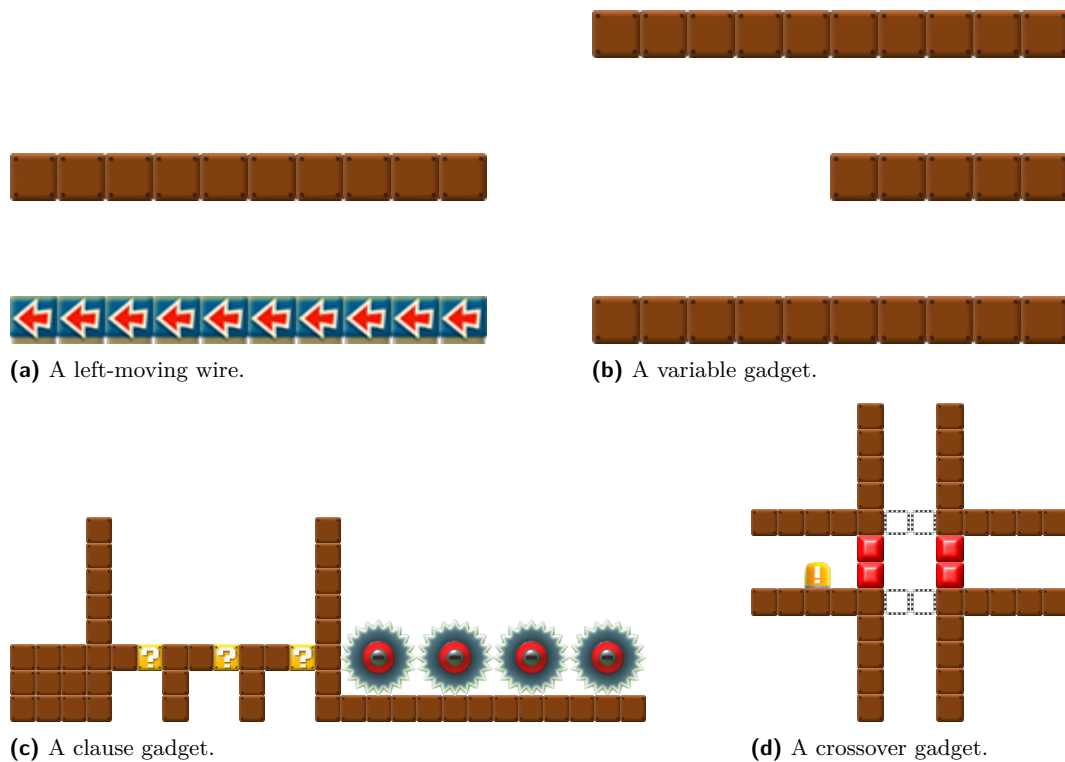 (a) A left-moving wire.
(b) A variable gadget.
? ? ?
!
(c) A clause gadget.
(d) A crossover gadget.